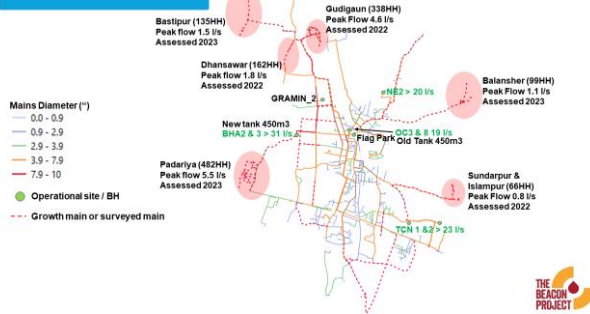 Bastipur (135HH)
Peak flow 1.5 l/s
Assessed 2023
Gudigaun (338HH)
Peak Flow 4.6 l/s
Assessed 2022
Dhansawar (162HH)
Peak flow 1.8 l/s
Assessed 2022
GRAMIN_2
NE2 > 20 l/s
Balansher (99HH)
Peak Flow 1.1 l/s
Assessed 2023
Mains Diameter (“)
0.0 - 0.9
0.9 - 2.9
2.9 - 3.9
3.9 - 7.9
7.9 - 10
Operational site / BH
Growth main or surveyed main
New tank 450m3
BHA2 & 3 > 31 l/s
OC3 & 8 19 l/s
Flag Park
Old Tank 450m3
Padariya (482HH)
Peak flow 5.5 l/s
Assessed 2023
Sundarpur &
Islampur (66HH)
Peak Flow 0.8 l/s
Assessed 2022
TCN 1 &2 > 23 l/s
THE
BEACON
PROJECT